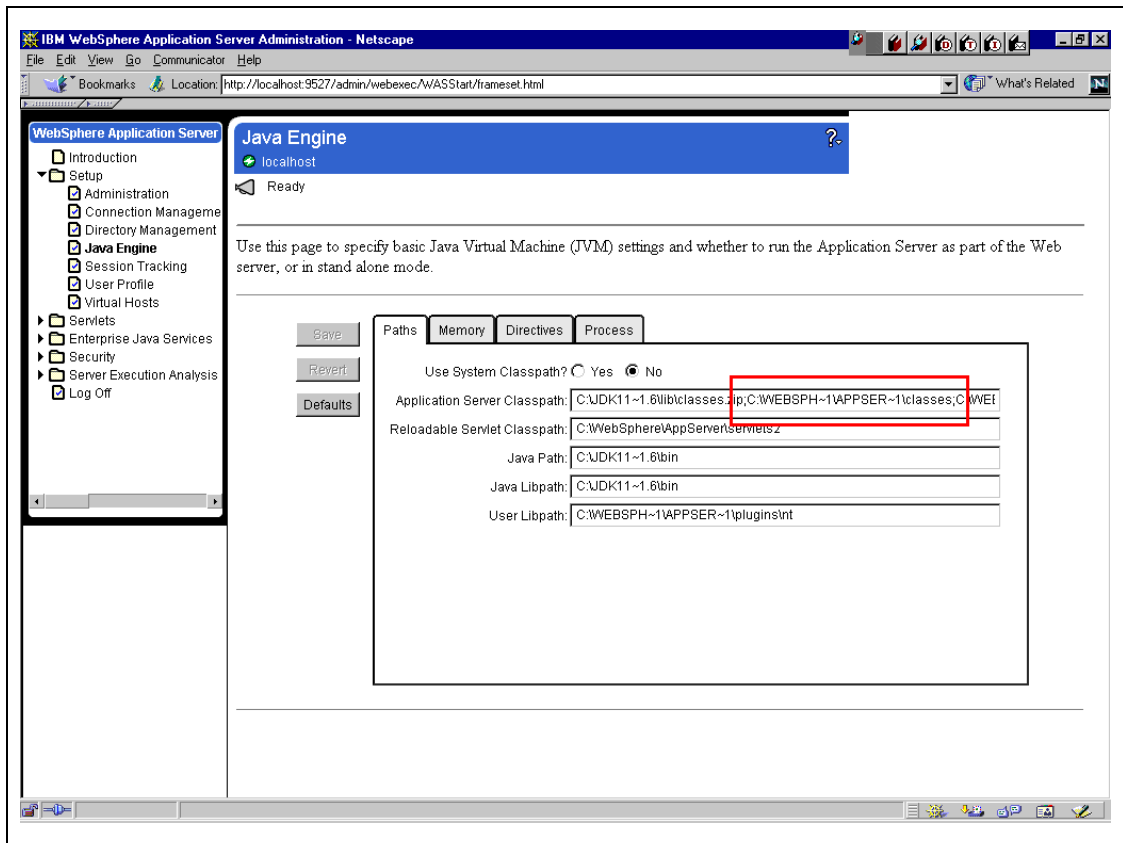 IBM WebSphere Application Server Administration - Netscape
File Edit View Go Communicator Help
Bookmarks Location: http://localhost:9527/admin/webexec/WASStart/frameset.html What's Related N
WebSphere Application Server
Introduction
Setup
Administration
Connection Manageme
Directory Management
Java Engine
Session Tracking
User Profile
Virtual Hosts
Servlets
Enterprise Java Services
Security
Server Execution Analysis
Log Off
Java Engine
?
localhost
Ready
Use this page to specify basic Java Virtual Machine (JVM) settings and whether to run the Application Server as part of the Web
server, or in stand alone mode.
Save
Revert
Defaults
Paths Memory Directives Process
Use System Classpath? Yes No
Application Server Classpath: C:\JDK11~1.6\lib\classes.zip;C:\WEBSPH~1\APPSER~1\classes;C:\WEE
Reloadable Servlet Classpath: C:\WebSphere\AppServer\servlets2
Java Path: C:\JDK11~1.6\bin
Java Libpath: C:\JDK11~1.6\bin
User Libpath: C:\WEBSPH~1\APPSER~1\plugins\nt